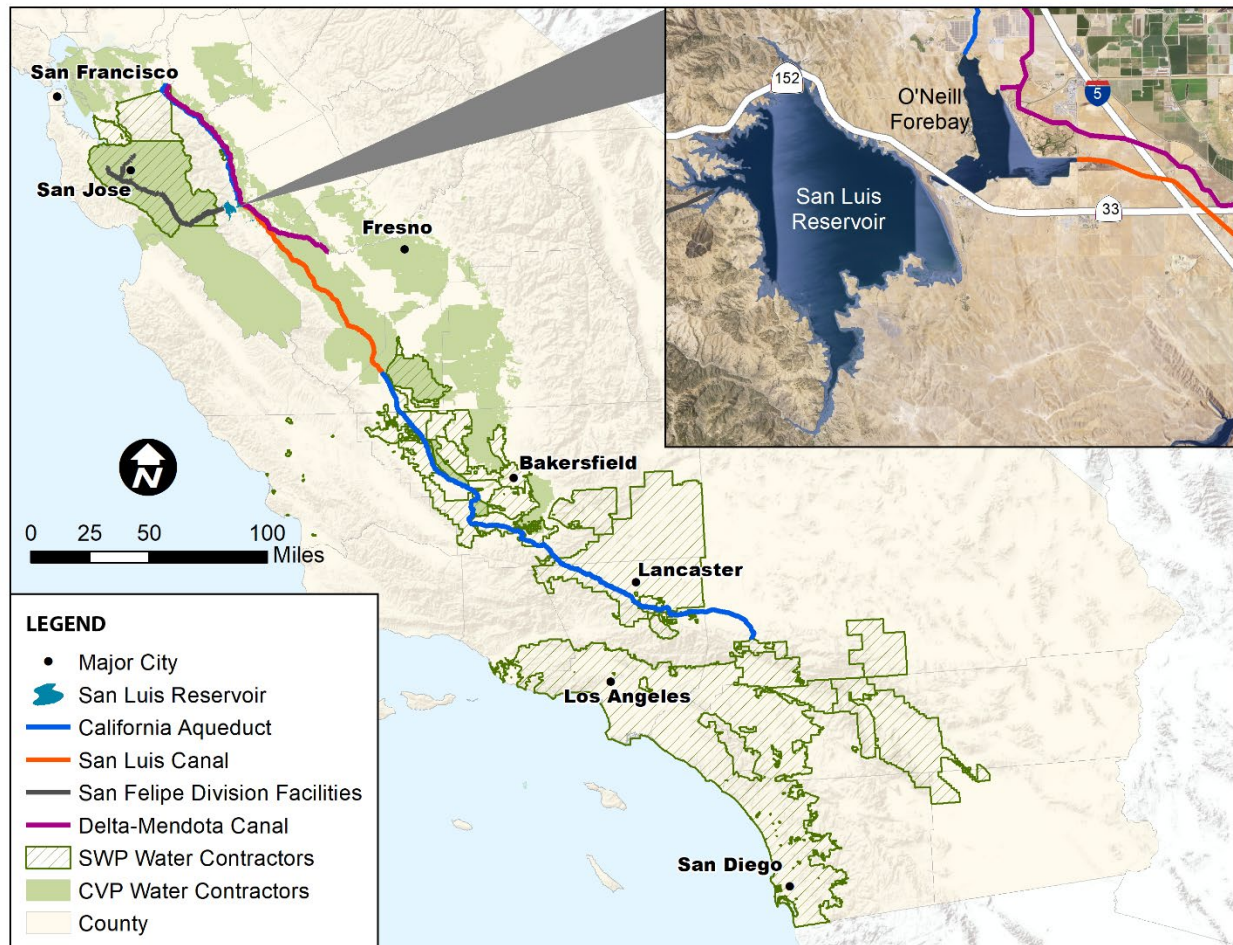 San Francisco
San Jose
Fresno
Bakersfield
Lancaster
Los Angeles
San Diego
152
5
O'Neill
Forebay
San Luis
Reservoir
33
N
0 25 50 100
Miles
LEGEND
Major City
San Luis Reservoir
California Aqueduct
San Luis Canal
San Felipe Division Facilities
Delta-Mendota Canal
SWP Water Contractors
CVP Water Contractors
County